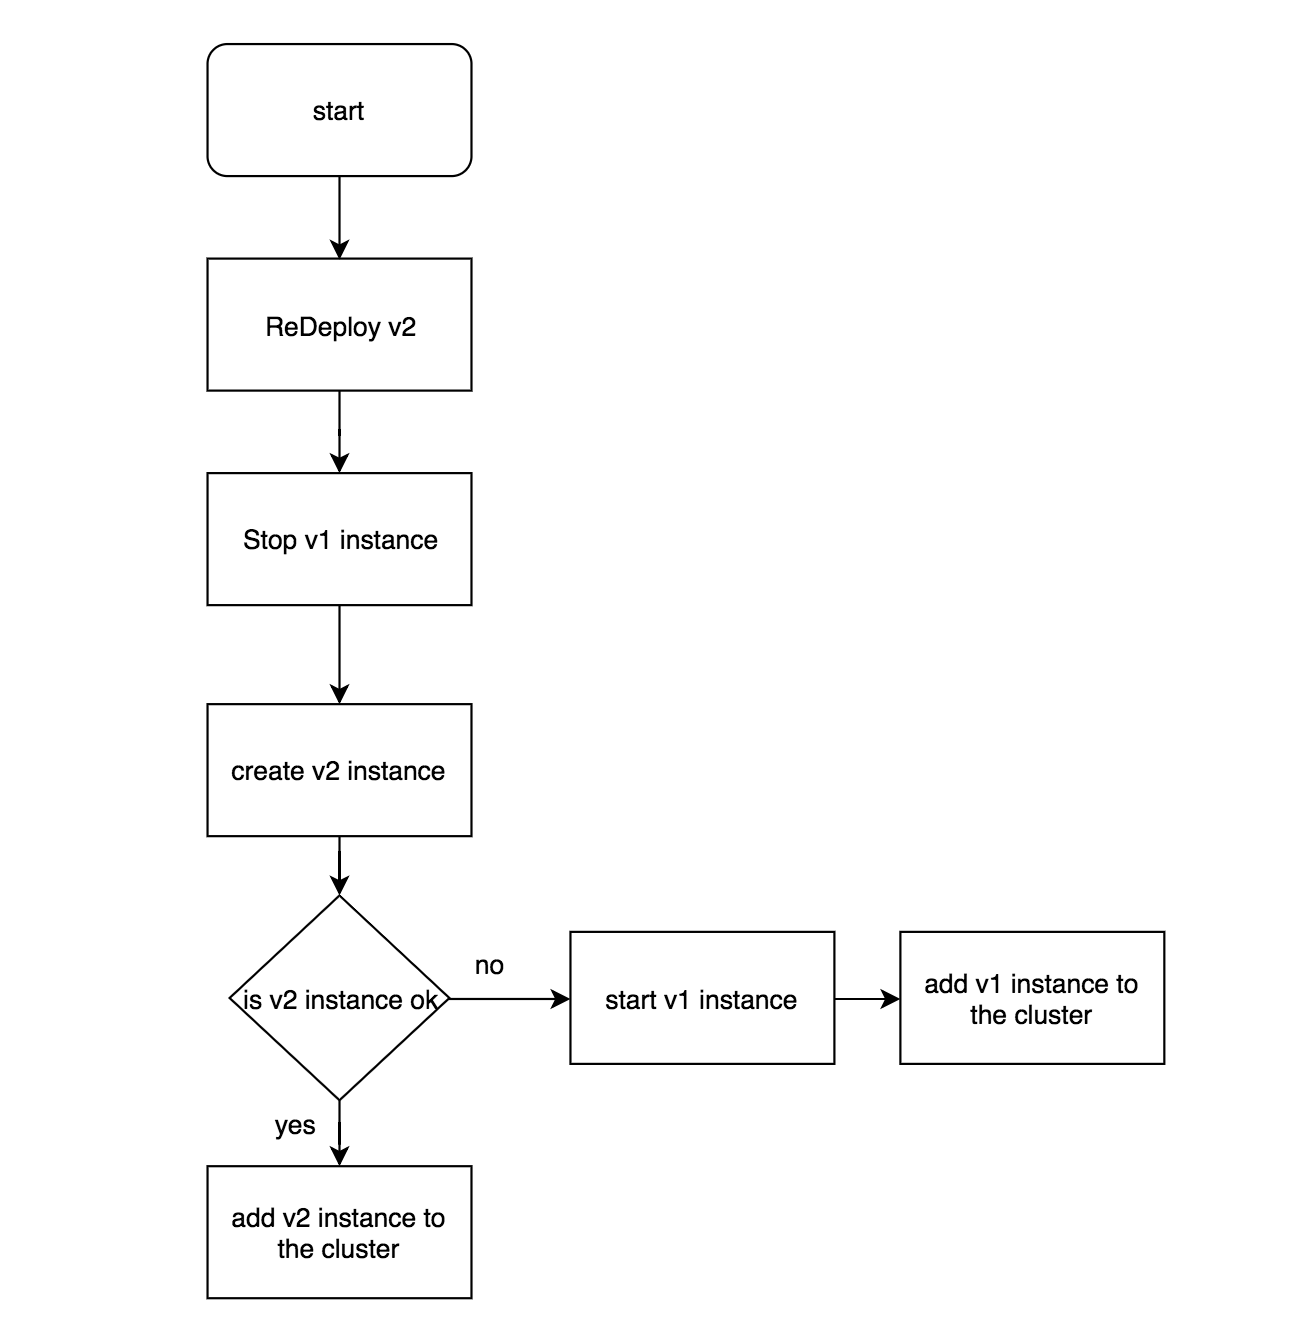 start
ReDeploy v2
Stop v1 instance
create v2 instance
is v2 instance ok
no
start v1 instance
add v1 instance to
the cluster
yes
add v2 instance to
the cluster